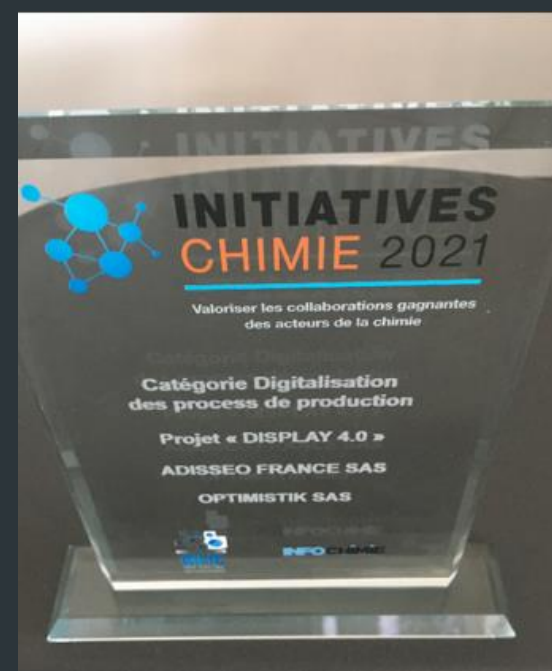 INITIATIVES
CHIMIE 2021
Valoriser les collaborations gagnantes
des acteurs de la chimie
Catégorie Digitalisation
des process de production
Projet « DISPLAY 4.0 »
ADISSEO FRANCE SAS
OPTIMISTIK SAS
INFOCHIMIE